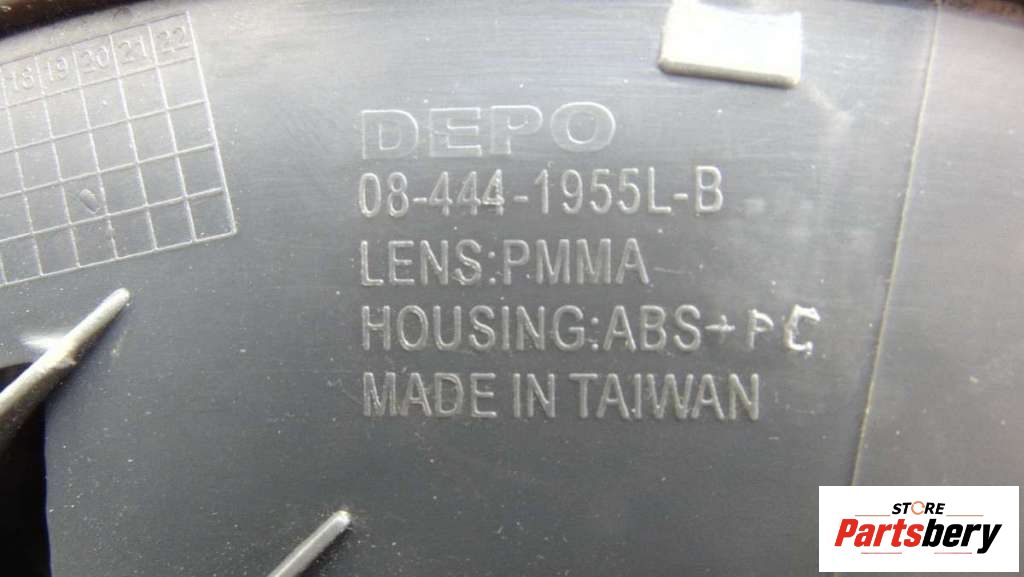 18 19 20 21 22
DEPO
08-444-1955L-B
LENS:PMMA
HOUSING:ABS+PC
MADE IN TAIWAN
STORE
Partsbery